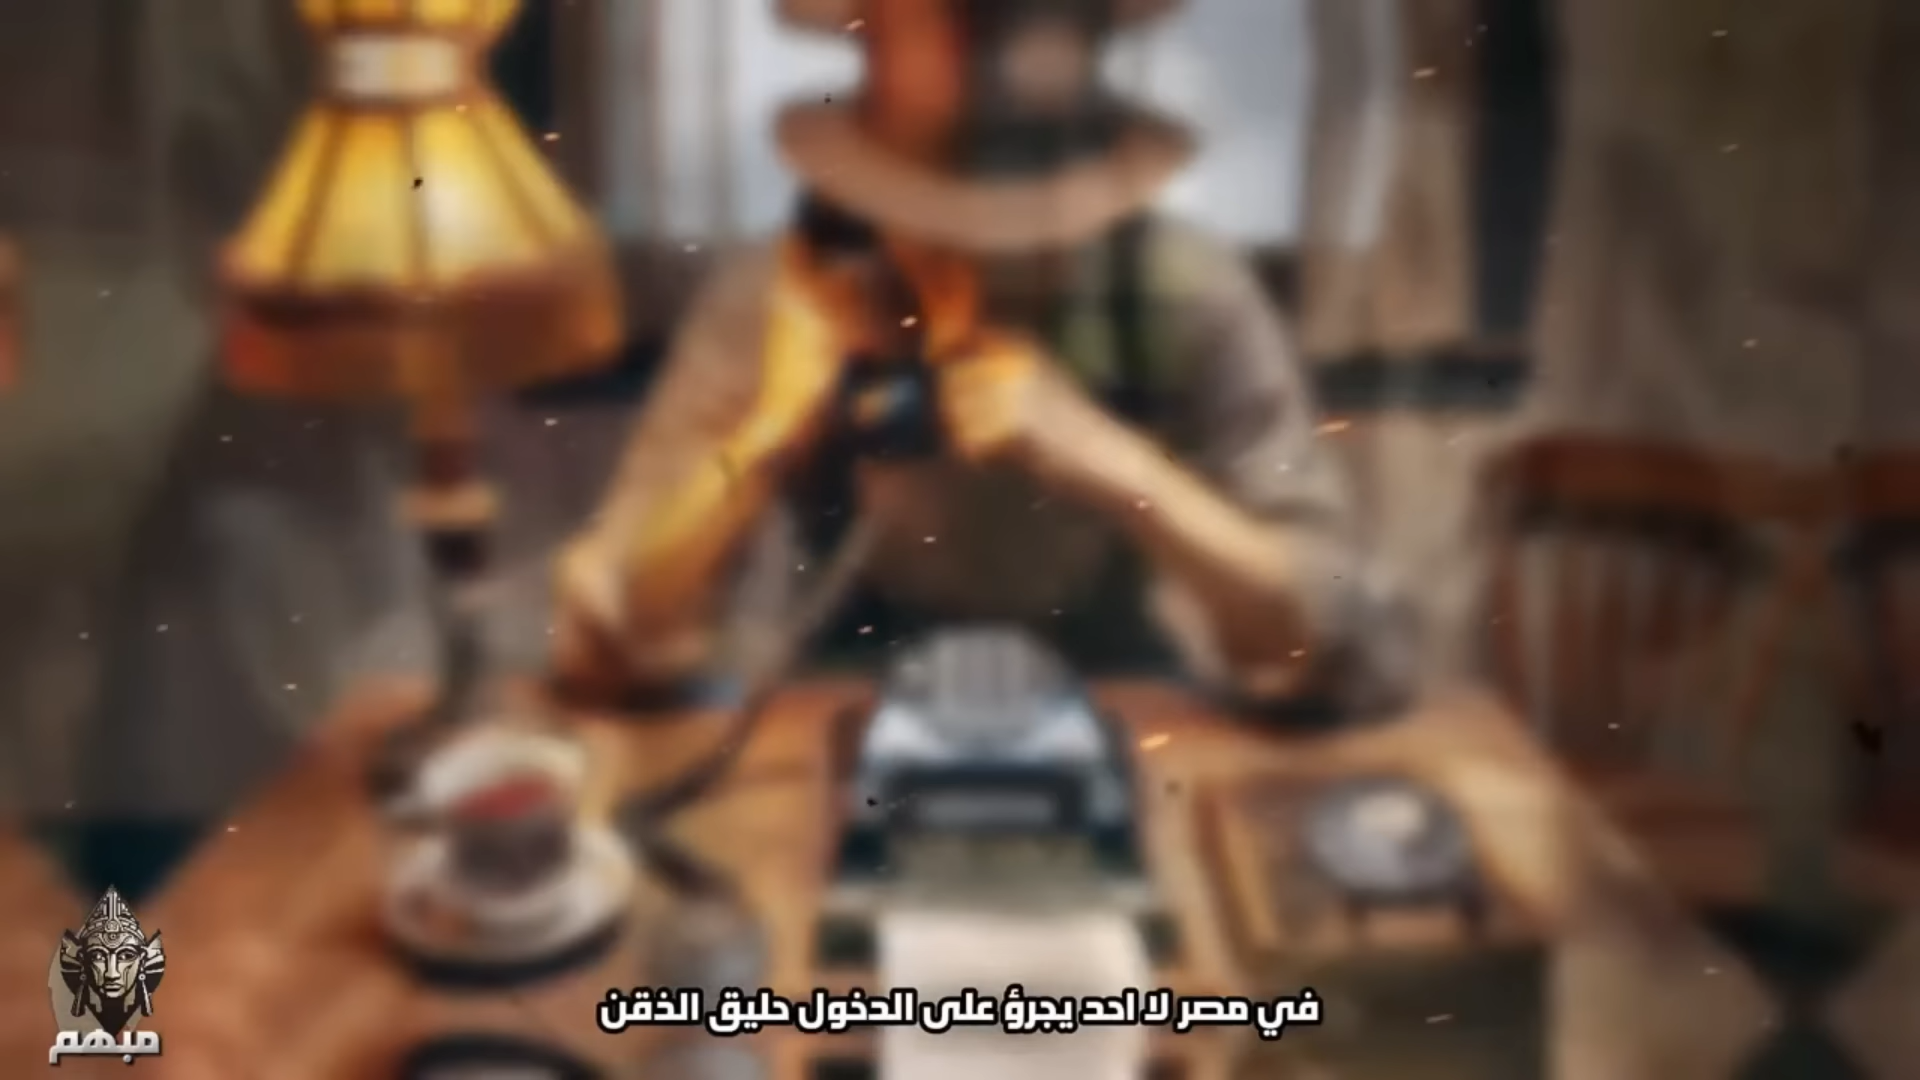 في مصر لا احد يجرؤ على الدخول حليق الذقن
مبهم